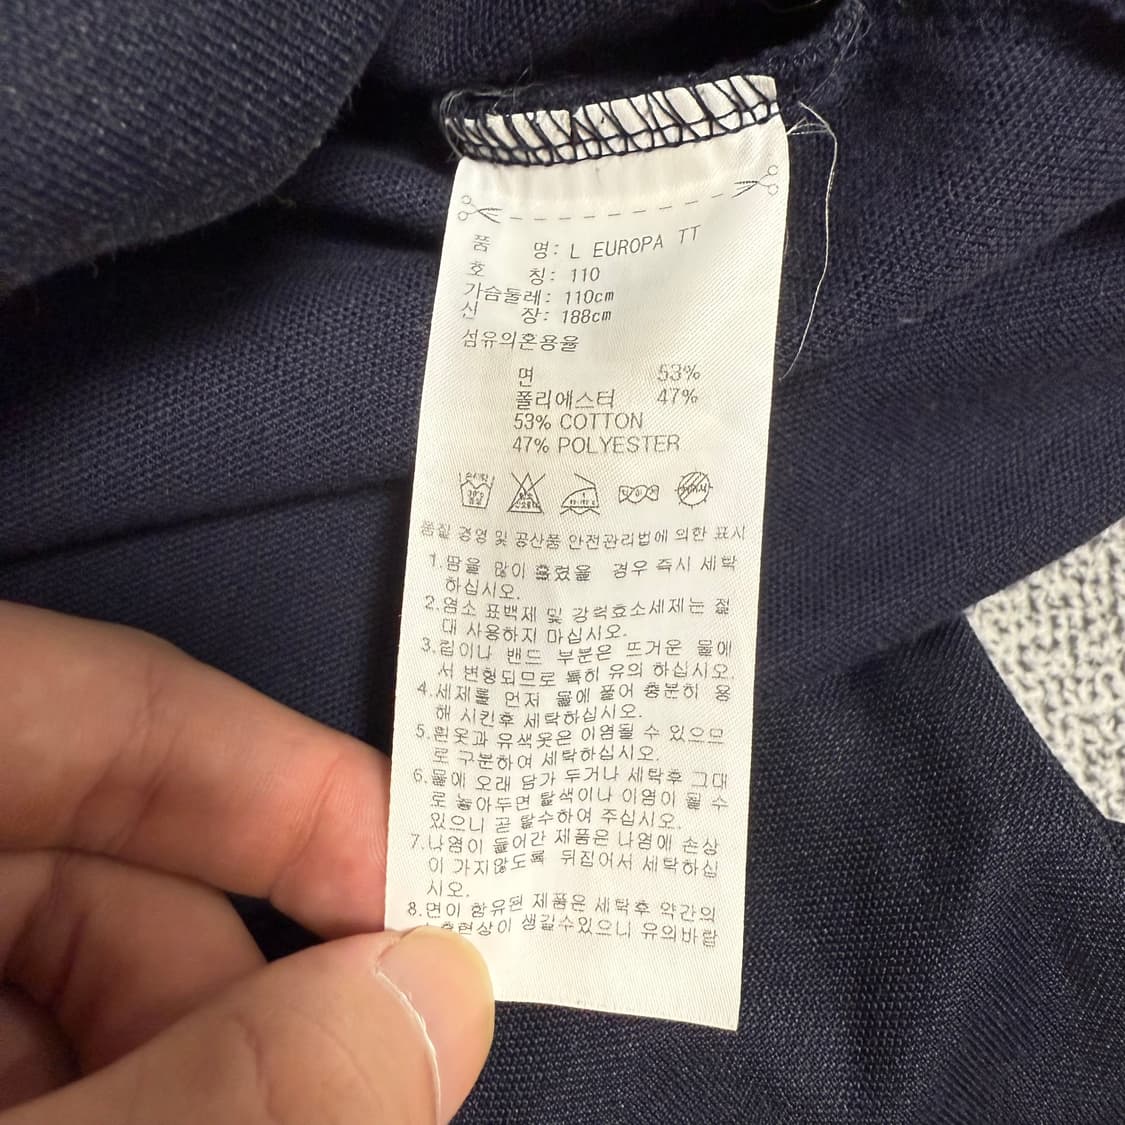 품 명: L EUROPA TT
호 칭: 110
가슴둘레: 110cm
신 장: 188cm
섬유의혼용율
면 53%
폴리에스터 47%
53% COTTON
47% POLYESTER
품질 경영 및 공산품 안전관리법에 의한 표시
1.땀을 많이 흘렸을 경우 즉시 세탁
하십시오.
2.염소 표백제 및 강력효소세제는 절
대 사용하지 마십시오.
3.립이나 밴드 부분은 뜨거운 물에
서 변형되므로 특히 유의 하십시오.
4.세제를 먼저 물에 풀어 충분히 용
해 시킨후 세탁하십시오.
5.흰옷과 유색옷은 이염될 수 있으므
로 구분하여 세탁하십시오.
6.물에 오래 담가 두거나 세탁후 그대
로 놓아두면 탈색이나 이염이 될 수
있으니 곧 탈수하여 주십시오.
7.나염이 들어간 제품은 나염에 손상
이 가지않도록 뒤집어서 세탁하십
시오.
8.면이 함유된 제품은 세탁후 약간의
생길수있으니 유의바랍